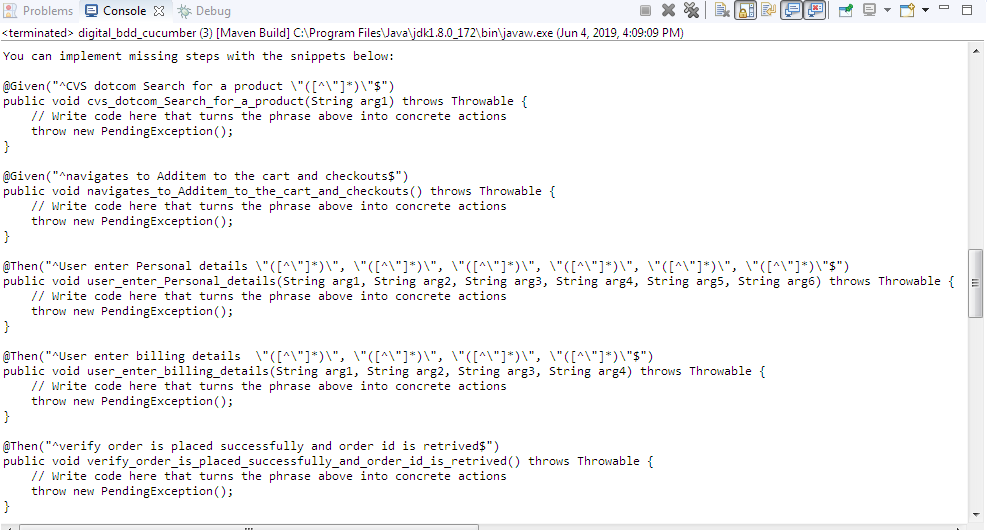 Problems Console Debug
<terminated> digital_bdd_cucumber (3) [Maven Build] C:\Program Files\Java\jdk1.8.0_172\bin\javaw.exe (Jun 4, 2019, 4:09:09 PM)
You can implement missing steps with the snippets below:

@Given("^CVS dotcom Search for a product \"([^\"]*)\"$")
public void cvs_dotcom_Search_for_a_product(String arg1) throws Throwable {
    // Write code here that turns the phrase above into concrete actions
    throw new PendingException();
}

@Given("^navigates to Additem to the cart and checkouts$")
public void navigates_to_Additem_to_the_cart_and_checkouts() throws Throwable {
    // Write code here that turns the phrase above into concrete actions
    throw new PendingException();
}

@Then("^User enter Personal details \"([^\"]*)\", \"([^\"]*)\", \"([^\"]*)\", \"([^\"]*)\", \"([^\"]*)\", \"([^\"]*)\"$")
public void user_enter_Personal_details(String arg1, String arg2, String arg3, String arg4, String arg5, String arg6) throws Throwable {
    // Write code here that turns the phrase above into concrete actions
    throw new PendingException();
}

@Then("^User enter billing details  \"([^\"]*)\", \"([^\"]*)\", \"([^\"]*)\", \"([^\"]*)\"$")
public void user_enter_billing_details(String arg1, String arg2, String arg3, String arg4) throws Throwable {
    // Write code here that turns the phrase above into concrete actions
    throw new PendingException();
}

@Then("^verify order is placed successfully and order id is retrived$")
public void verify_order_is_placed_successfully_and_order_id_is_retrived() throws Throwable {
    // Write code here that turns the phrase above into concrete actions
    throw new PendingException();
}